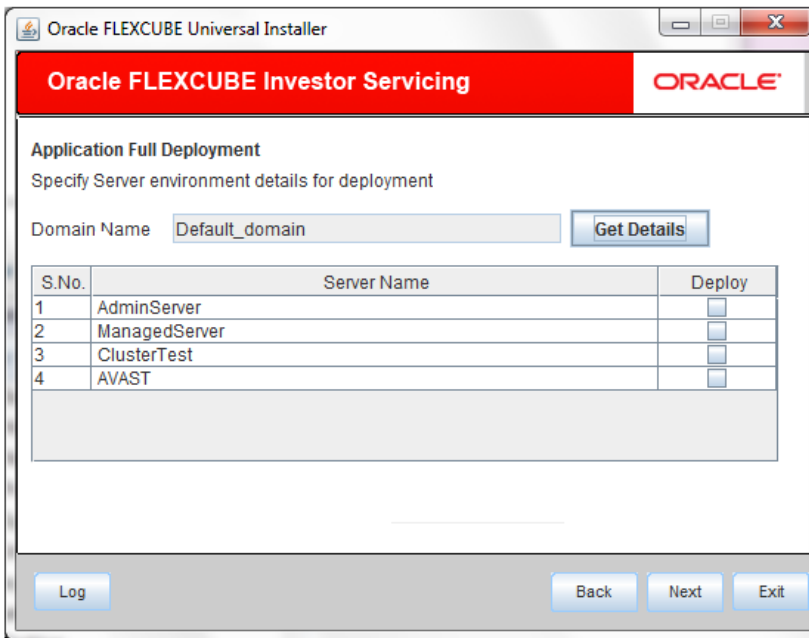 Oracle FLEXCUBE Universal Installer
Oracle FLEXCUBE Investor Servicing ORACLE
Application Full Deployment
Specify Server environment details for deployment
Domain Name Default_domain Get Details
S.No. Server Name Deploy
1 AdminServer
2 ManagedServer
3 ClusterTest
4 AVAST
Log Back Next Exit